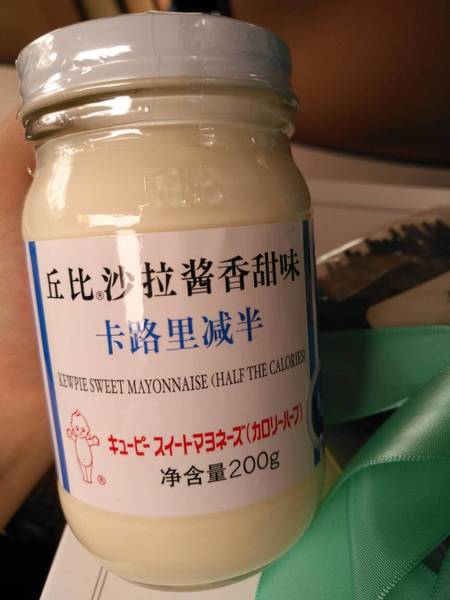 丘比®沙拉酱香甜味
卡路里减半
KEWPIE SWEET MAYONNAISE (HALF THE CALORIES)
キューピー スイートマヨネーズ(カロリーハーフ)
®
净含量200g